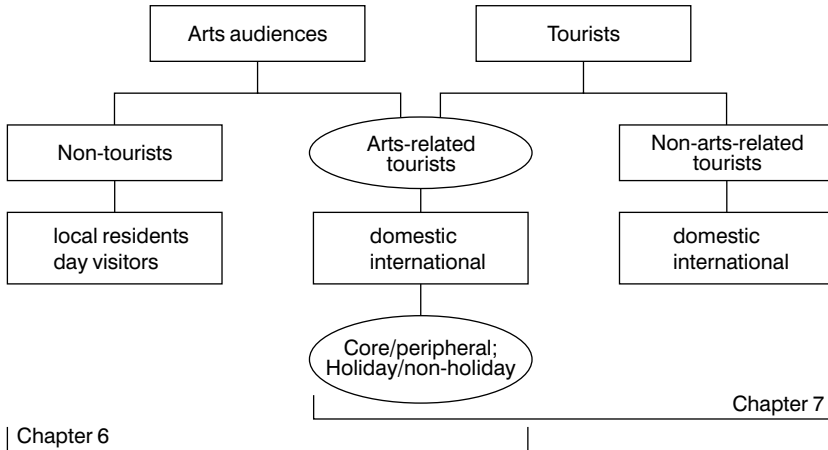 Arts audiences
Tourists
Non-tourists
Arts-related
tourists
Non-arts-related
tourists
local residents
day visitors
domestic
international
domestic
international
Core/peripheral;
Holiday/non-holiday
Chapter 7
Chapter 6